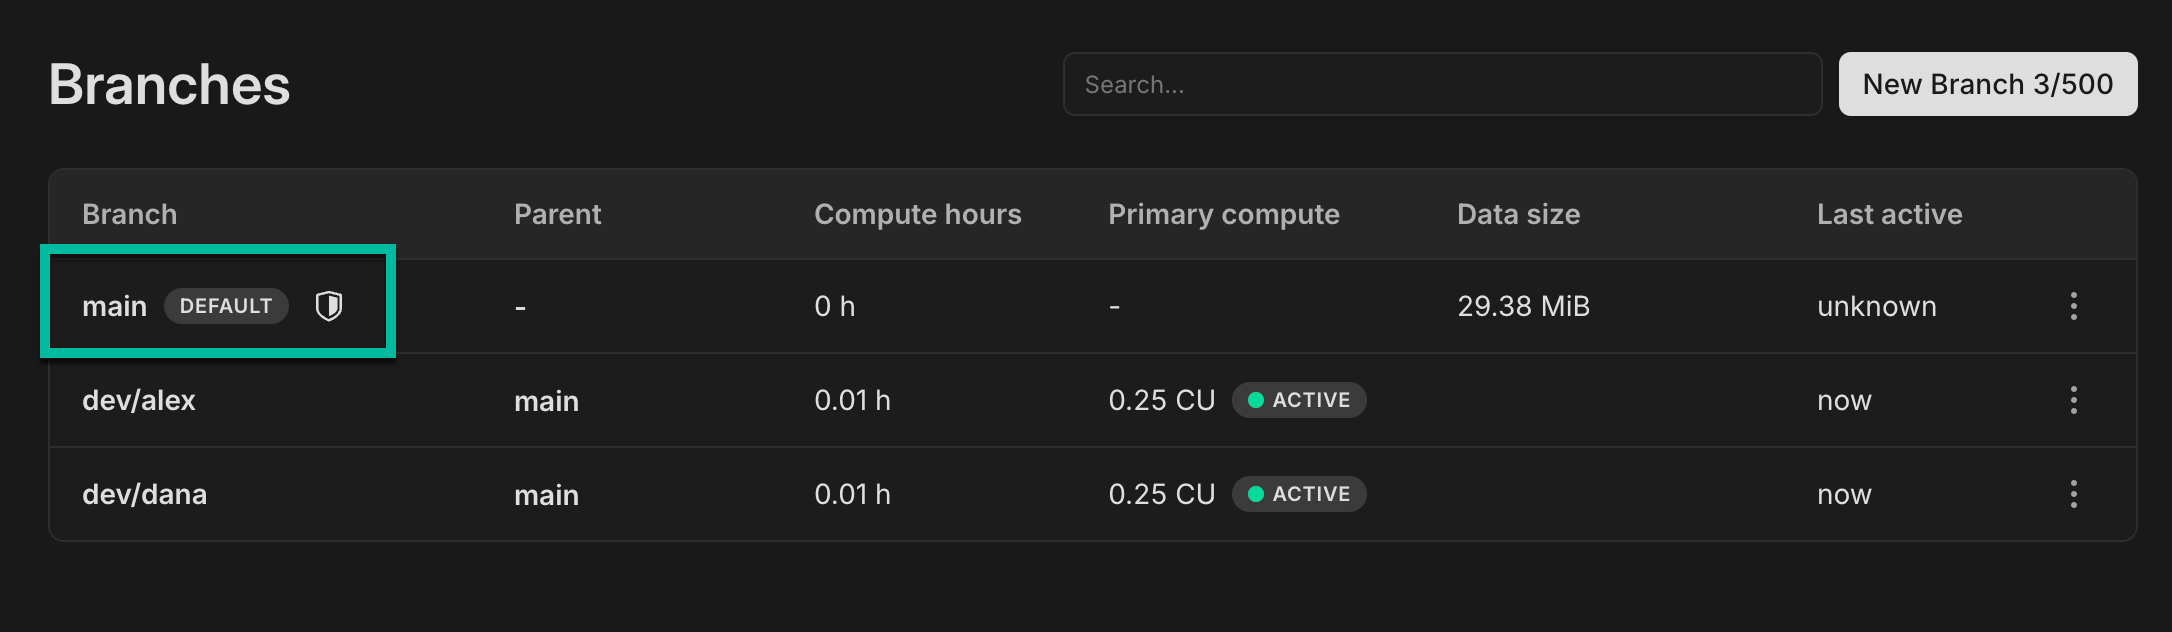 Branches
Search...
New Branch 3/500
Branch Parent Compute hours Primary compute Data size Last active
main DEFAULT - 0 h - 29.38 MiB unknown
dev/alex main 0.01 h 0.25 CU ACTIVE now
dev/dana main 0.01 h 0.25 CU ACTIVE now